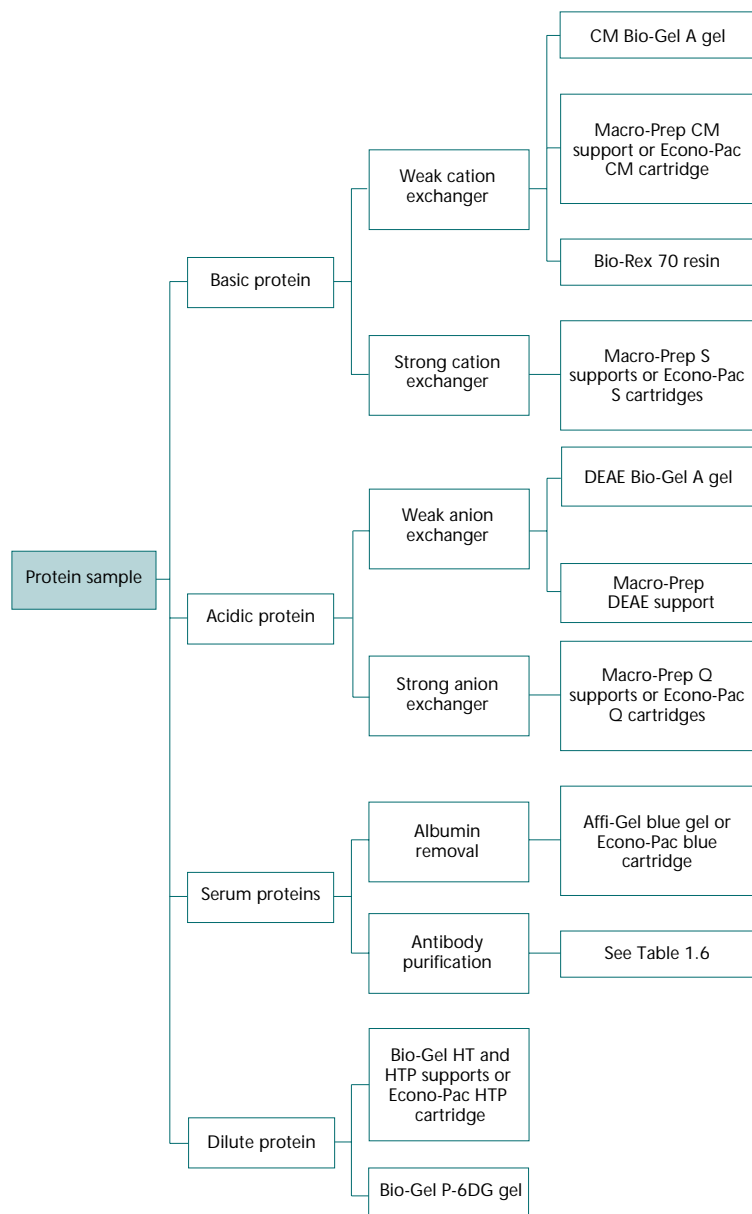 CM Bio-Gel A gel
Macro-Prep CM
support or Econo-Pac
CM cartridge
Weak cation
exchanger
Bio-Rex 70 resin
Basic protein
Strong cation
exchanger
Macro-Prep S
supports or Econo-Pac
S cartridges
DEAE Bio-Gel A gel
Weak anion
exchanger
Protein sample
Macro-Prep
DEAE support
Acidic protein
Strong anion
exchanger
Macro-Prep Q
supports or Econo-Pac
Q cartridges
Albumin
removal
Affi-Gel blue gel or
Econo-Pac blue
cartridge
Serum proteins
Antibody
purification
See Table 1.6
Bio-Gel HT and
HTP supports or
Econo-Pac HTP
cartridge
Dilute protein
Bio-Gel P-6DG gel